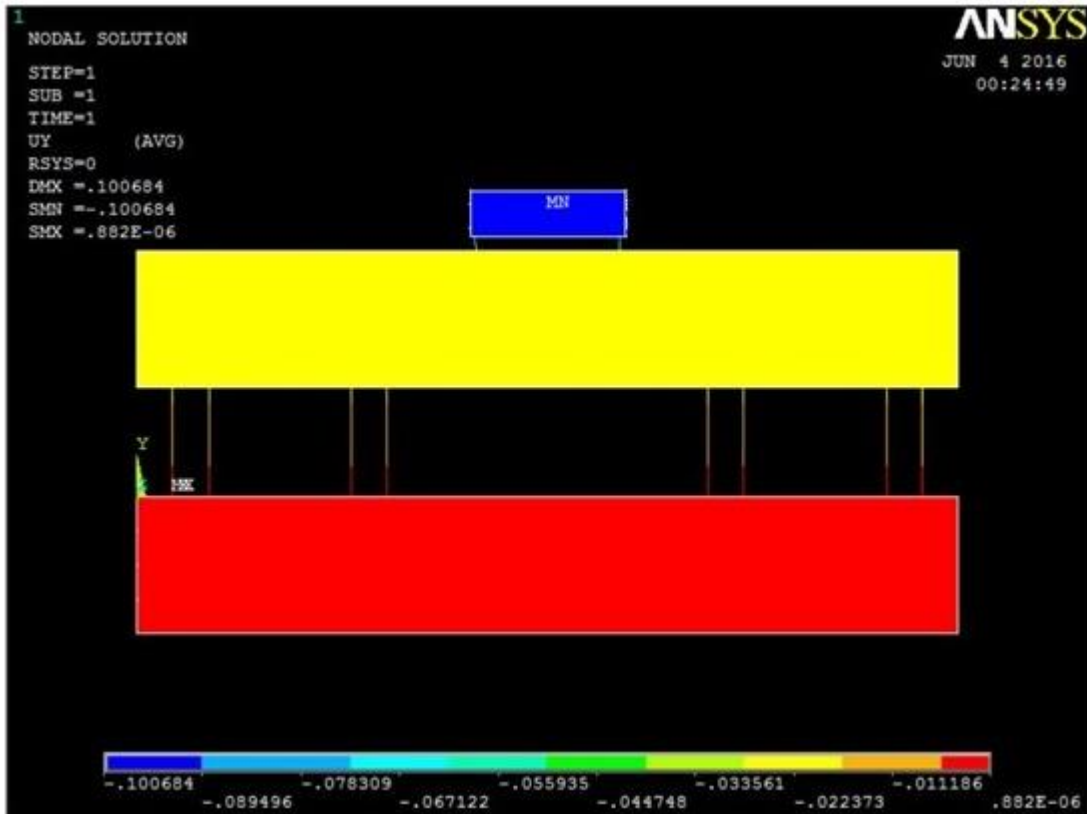 1
NODAL SOLUTION
ANSYS
JUN 4 2016
00:24:49
STEP=1
SUB =1
TIME=1
UY (AVG)
RSYS=0
DMX =.100684
SMN =-.100684
SMX =.882E-06
MN
Y
-.100684 -.078309 -.055935 -.033561 -.011186
-.089496 -.067122 -.044748 -.022373 .882E-06